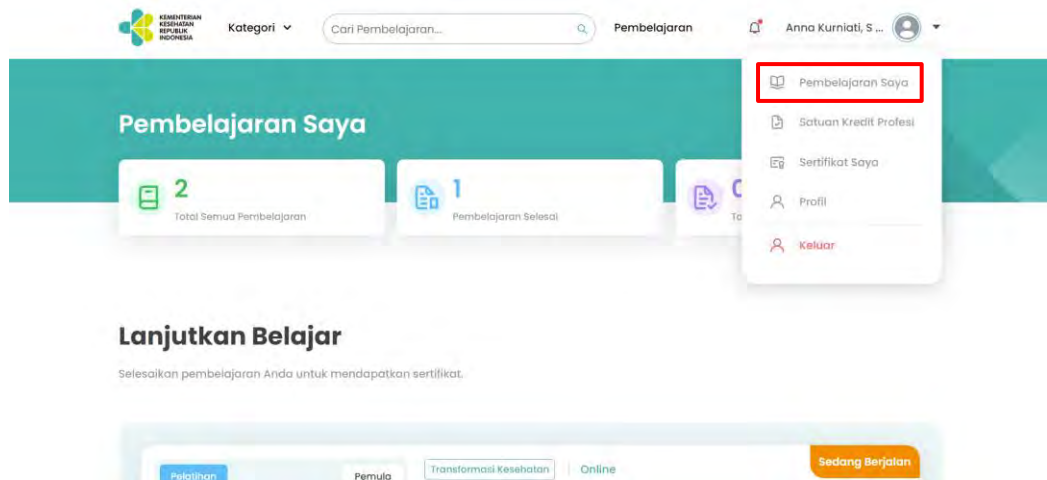 KEMENTERIAN
KESEHATAN
REPUBLIK
INDONESIA
Kategori
Cari Pembelajaran...
Pembelajaran
Anna Kurniati, S ...
Pembelajaran Saya
Satuan Kredit Profesi
Sertifikat Saya
Profil
Keluar
Pembelajaran Saya
2
Total Semua Pembelajaran
1
Pembelajaran Selesai
Lanjutkan Belajar
Selesaikan pembelajaran Anda untuk mendapatkan sertifikat.
Pelatihan
Pemula
Transformasi Kesehatan
Online
Sedang Berjalan